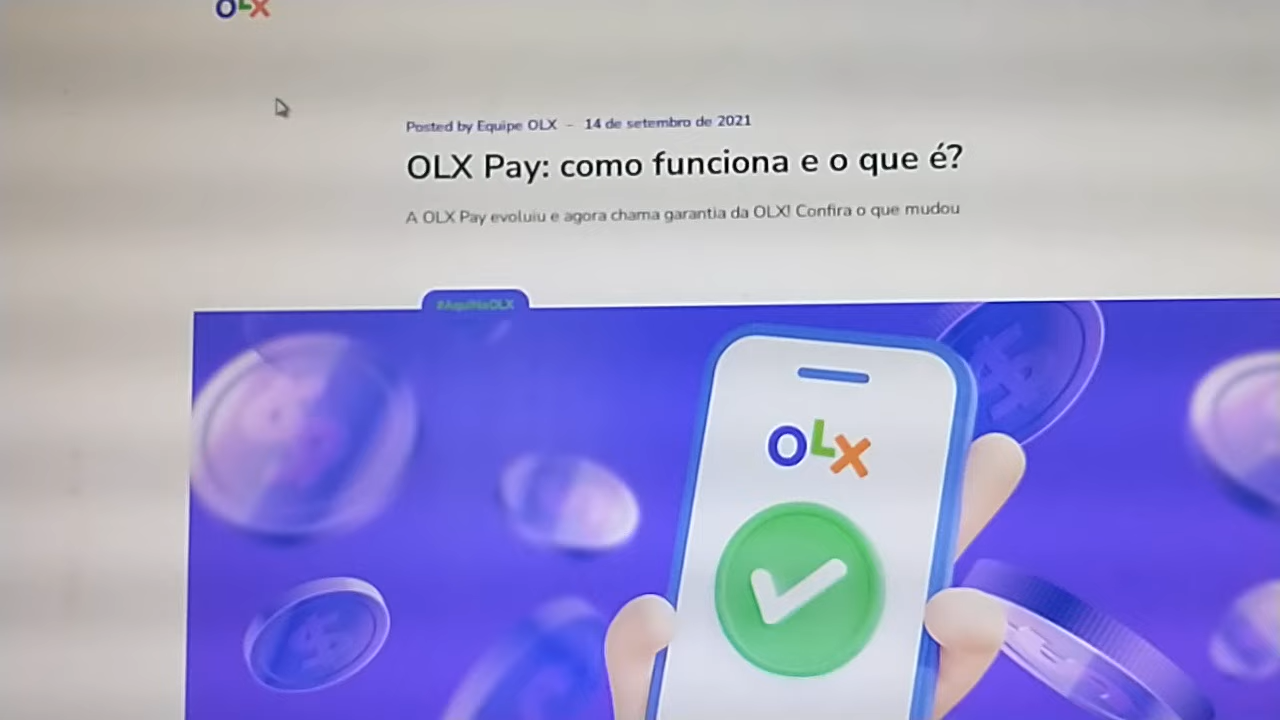 OLX
Posted by Equipe OLX – 14 de setembro de 2021
OLX Pay: como funciona e o que é?
A OLX Pay evoluiu e agora chama garantia da OLX! Confira o que mudou
#AquiNaOLX
OLX